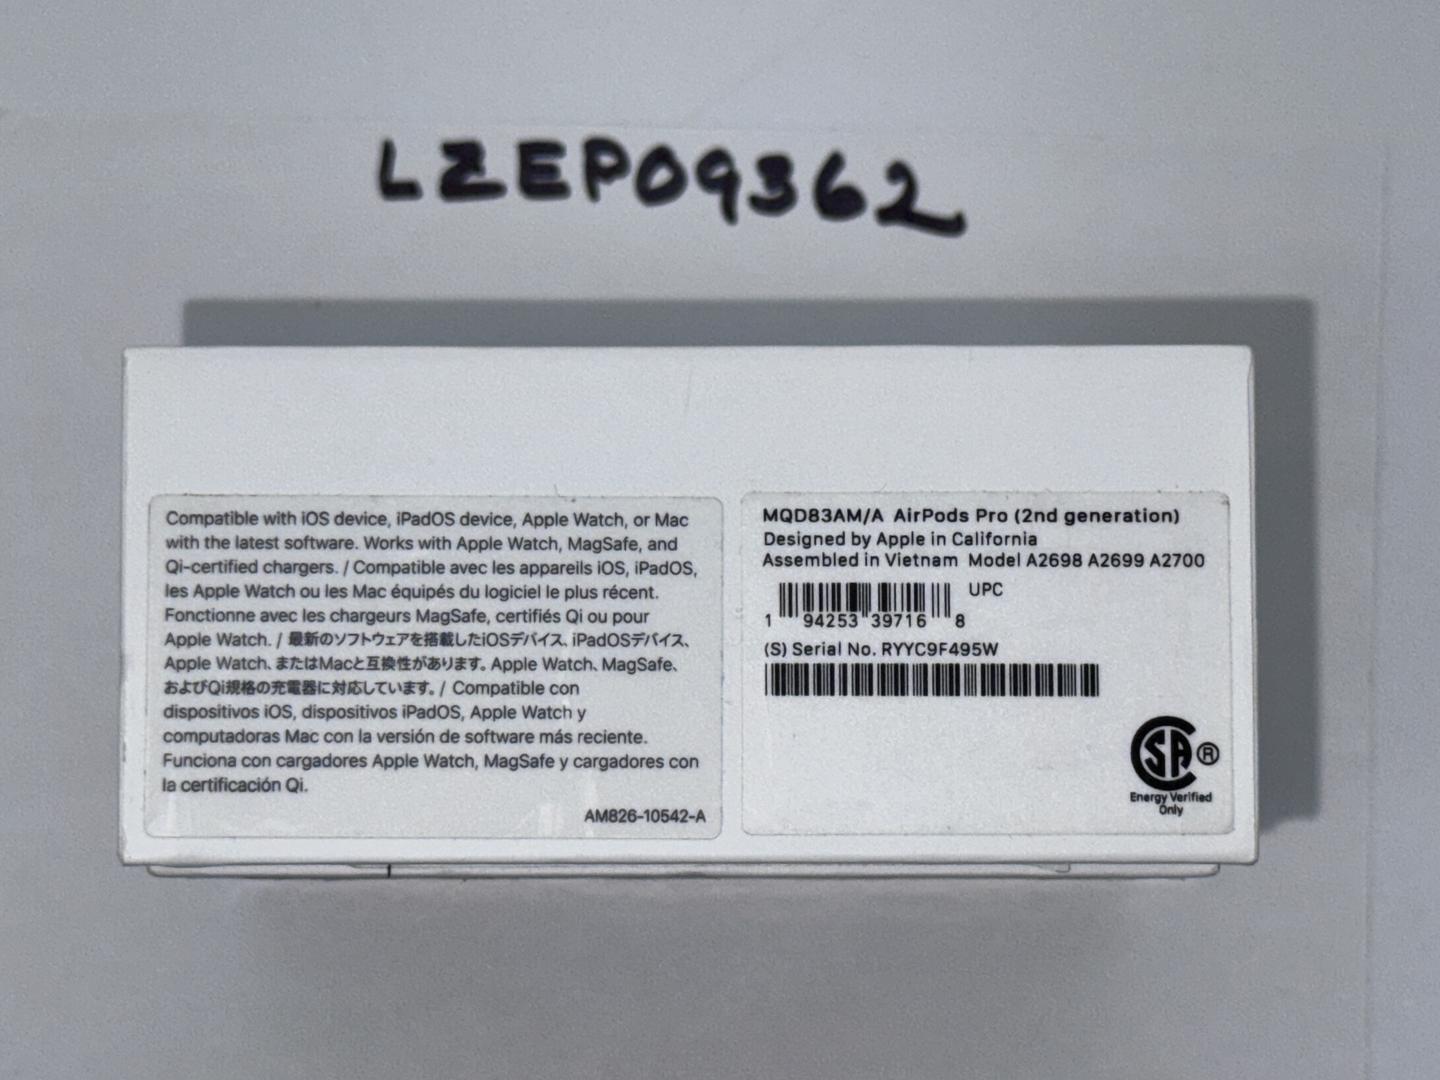 LZEP09362
Compatible with iOS device, iPadOS device, Apple Watch, or Mac
with the latest software. Works with Apple Watch, MagSafe, and
Qi-certified chargers. / Compatible avec les appareils iOS, iPadOS,
les Apple Watch ou les Mac équipés du logiciel le plus récent.
Fonctionne avec les chargeurs MagSafe, certifiés Qi ou pour
Apple Watch. / 最新のソフトウェアを搭載したiOSデバイス、iPadOSデバイス、
Apple Watch、またはMacと互換性があります。Apple Watch、MagSafe、
およびQi規格の充電器に対応しています。/ Compatible con
dispositivos iOS, dispositivos iPadOS, Apple Watch y
computadoras Mac con la versión de software más reciente.
Funciona con cargadores Apple Watch, MagSafe y cargadores con
la certificación Qi.
AM826-10542-A
MQD83AM/A AirPods Pro (2nd generation)
Designed by Apple in California
Assembled in Vietnam Model A2698 A2699 A2700
UPC
1 94253 39716 8
(S) Serial No. RYYC9F495W
SA ®
Energy Verified
Only